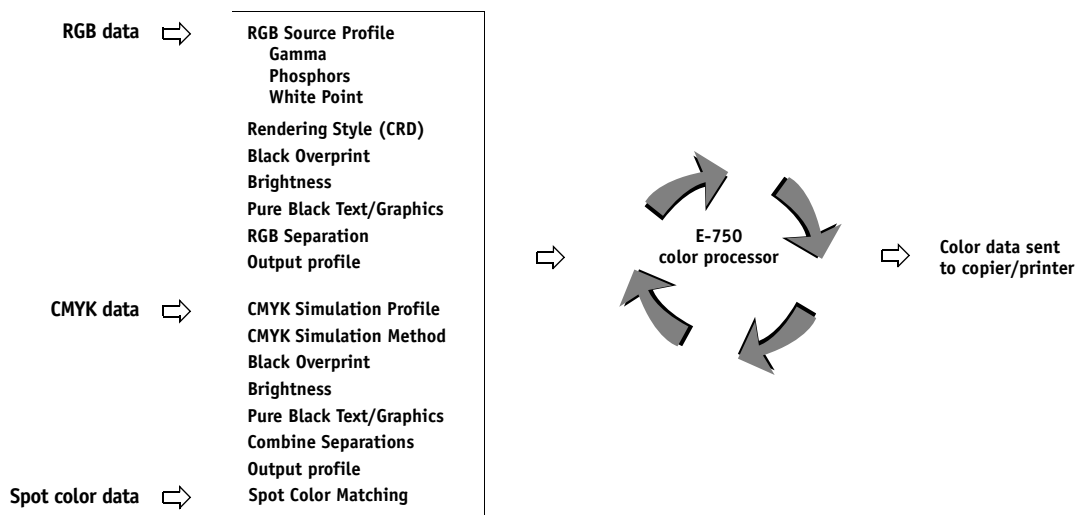 RGB data
RGB Source Profile
Gamma
Phosphors
White Point
Rendering Style (CRD)
Black Overprint
Brightness
Pure Black Text/Graphics
RGB Separation
Output profile
CMYK data
CMYK Simulation Profile
CMYK Simulation Method
Black Overprint
Brightness
Pure Black Text/Graphics
Combine Separations
Output profile
Spot color data
Spot Color Matching
E-750
color processor
Color data sent
to copier/printer